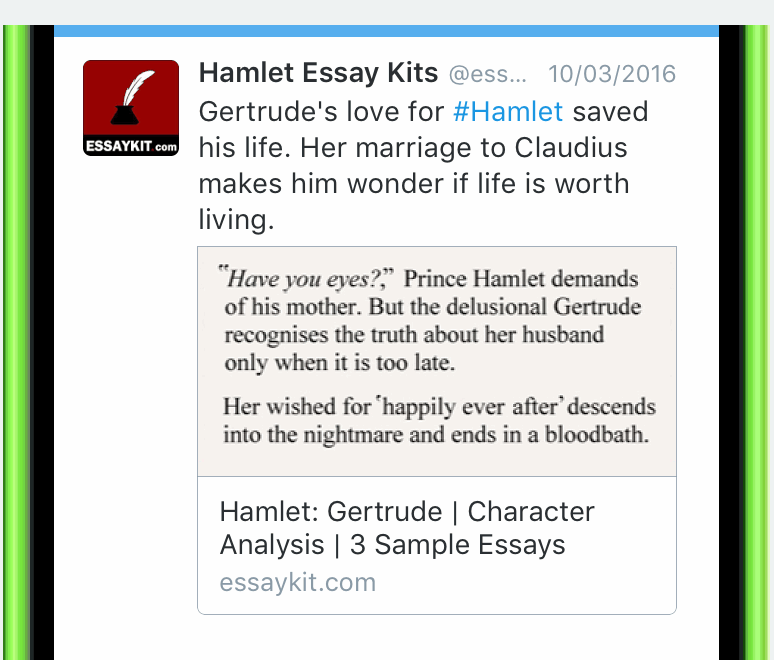 Hamlet Essay Kits @ess... 10/03/2016
Gertrude's love for #Hamlet saved
his life. Her marriage to Claudius
makes him wonder if life is worth
living.
ESSAYKIT com
"Have you eyes?," Prince Hamlet demands
of his mother. But the delusional Gertrude
recognises the truth about her husband
only when it is too late.
Her wished for 'happily ever after' descends
into the nightmare and ends in a bloodbath.
Hamlet: Gertrude | Character
Analysis | 3 Sample Essays
essaykit.com